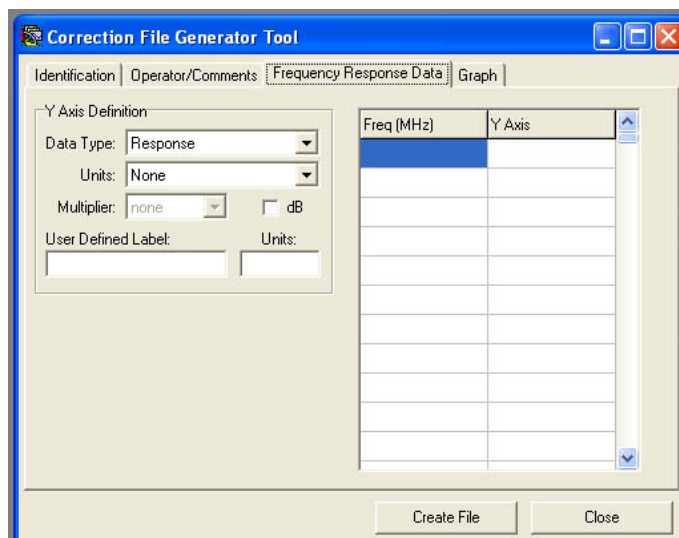 Correction File Generator Tool
Identification Operator/Comments Frequency Response Data Graph
Y Axis Definition
Data Type: Response
Units: None
Multiplier: none dB
User Defined Label: Units:
Freq (MHz) Y Axis
Create File Close